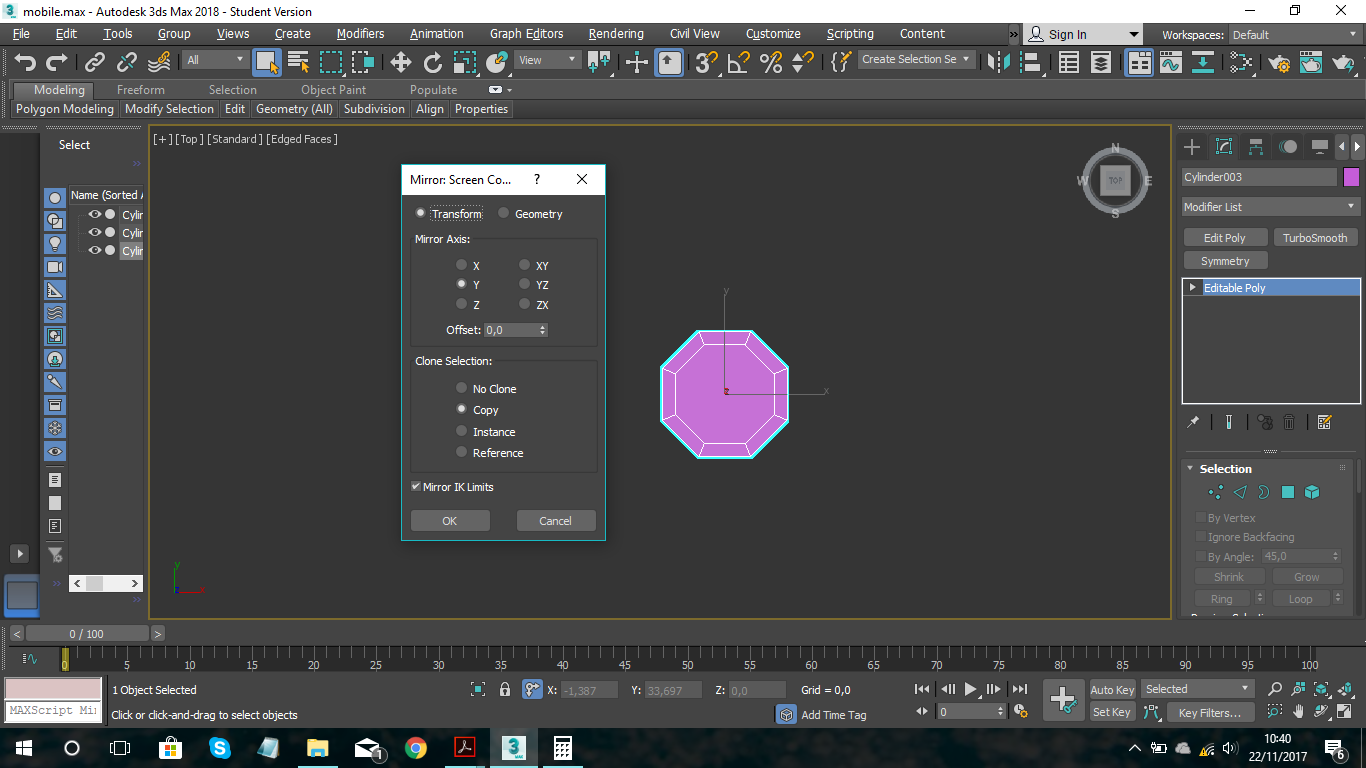 mobile.max - Autodesk 3ds Max 2018 - Student Version
File Edit Tools Group Views Create Modifiers Animation Graph Editors Rendering Civil View Customize Scripting Content » Sign In Workspaces: Default
All View Create Selection Se
Modeling Freeform Selection Object Paint Populate
Polygon Modeling Modify Selection Edit Geometry (All) Subdivision Align Properties
Select
Name (Sorted A
Cylin
Cylin
Cylin
[+] [Top ] [Standard ] [Edged Faces ]
Mirror: Screen Co... ?
Transform Geometry
Mirror Axis:
X XY
Y YZ
Z ZX
Offset: 0,0
Clone Selection:
No Clone
Copy
Instance
Reference
Mirror IK Limits
OK Cancel
y
x
z
y
x
z
N
W TOP E
S
Cylinder003
Modifier List
Edit Poly TurboSmooth
Symmetry
Editable Poly
Selection
By Vertex
Ignore Backfacing
By Angle: 45,0
Shrink Grow
Ring Loop
< 0 / 100 >
0 5 10 15 20 25 30 35 40 45 50 55 60 65 70 75 80 85 90 95 100
MAXScript Mi
1 Object Selected
Click or click-and-drag to select objects
X: -1,387 Y: 33,697 Z: 0,0 Grid = 0,0
Add Time Tag
0
Auto Key Selected
Set Key Key Filters...
1
3
MAX
10:40
22/11/2017
6